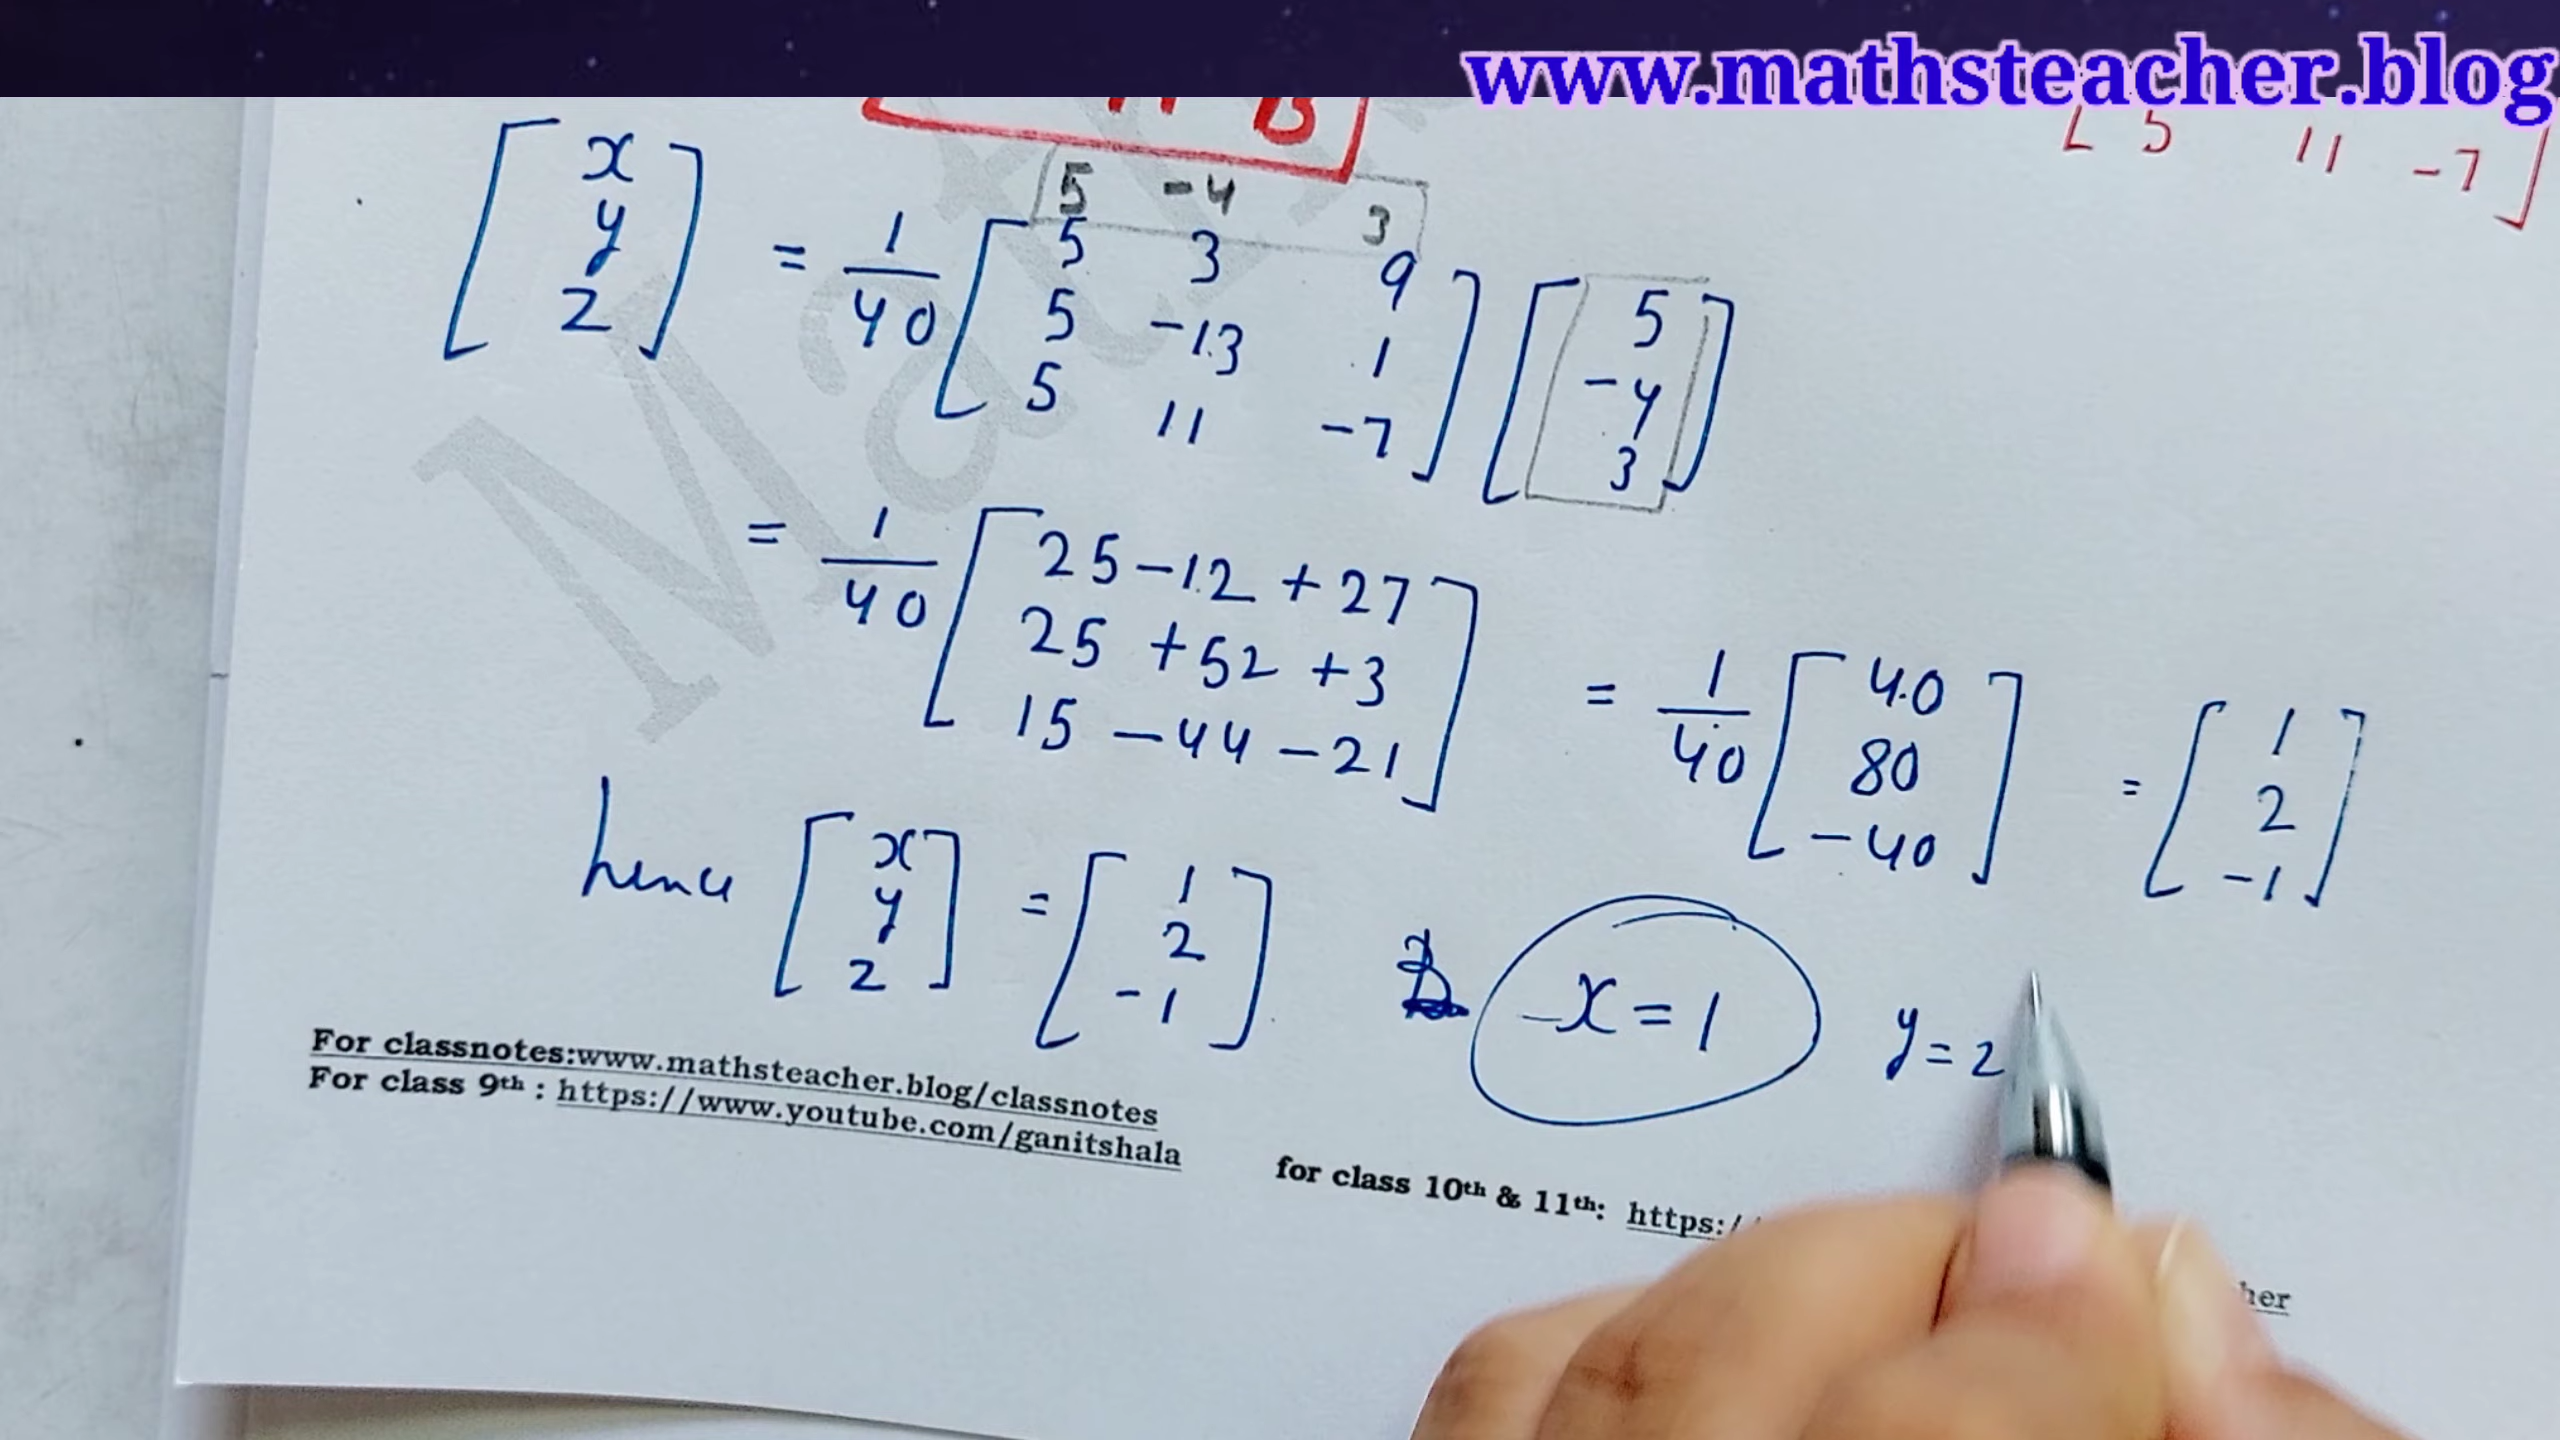 www.mathsteacher.blog
B
5 11 -7 ]
5 -4 3
[ x y z ] = 1/40 [ 5 3 9
5 -13 1
5 11 -7 ] [ 5 -4 3 ]
= 1/40 [ 25 -12 +27
25 +52 +3
15 -44 -21 ] = 1/40 [ 40 80 -40 ] = [ 1 2 -1 ]
hence [ x y z ] = [ 1 2 -1 ] x = 1 y = 2
For classnotes:www.mathsteacher.blog/classnotes
For class 9th : https://www.youtube.com/ganitshala
for class 10th & 11th: https:/
her